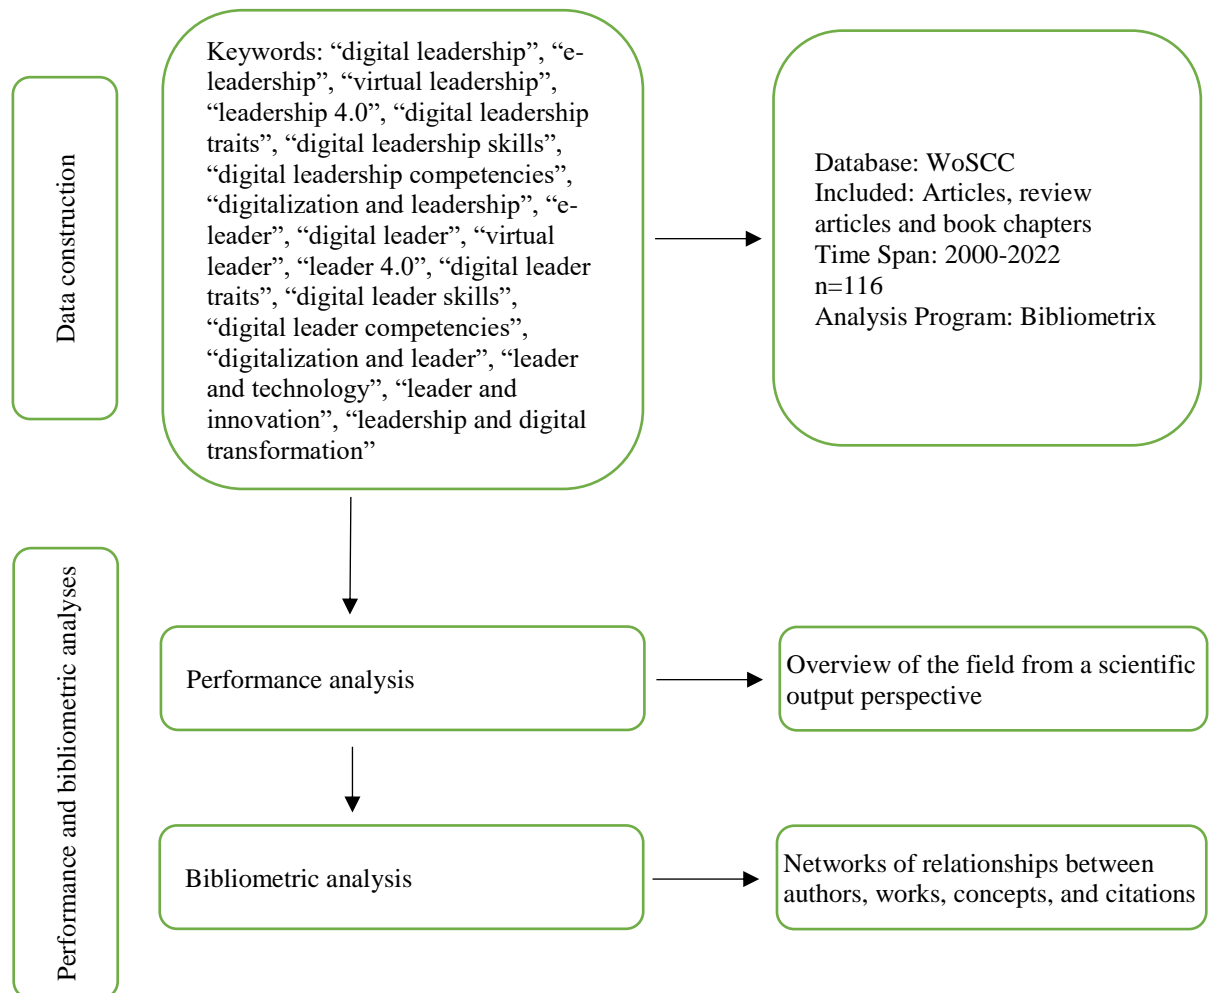 Data construction
Keywords: “digital leadership”, “e-
leadership”, “virtual leadership”,
“leadership 4.0”, “digital leadership
traits”, “digital leadership skills”,
“digital leadership competencies”,
“digitalization and leadership”, “e-
leader”, “digital leader”, “virtual
leader”, “leader 4.0”, “digital leader
traits”, “digital leader skills”,
“digital leader competencies”,
“digitalization and leader”, “leader
and technology”, “leader and
innovation”, “leadership and digital
transformation”
Database: WoSCC
Included: Articles, review
articles and book chapters
Time Span: 2000-2022
n=116
Analysis Program: Bibliometrix
Performance and bibliometric analyses
Performance analysis
Overview of the field from a scientific
output perspective
Bibliometric analysis
Networks of relationships between
authors, works, concepts, and citations